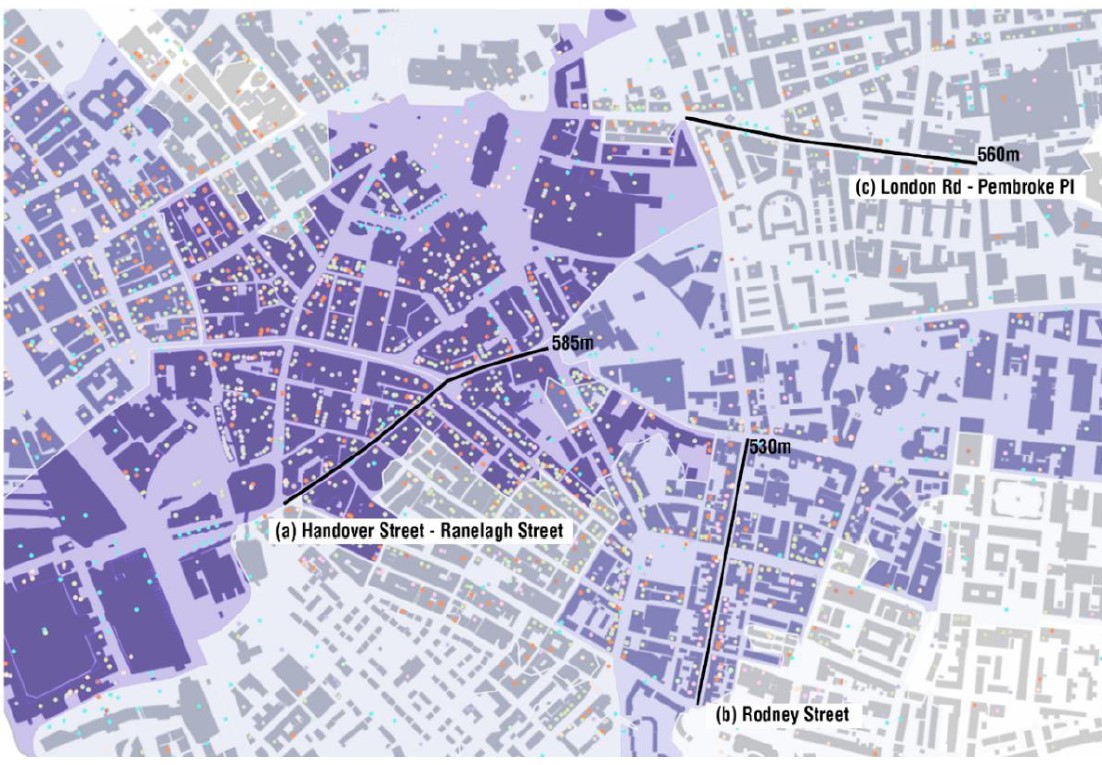 560m
(c) London Rd - Pembroke Pl
585m
530m
(a) Handover Street - Ranelagh Street
(b) Rodney Street